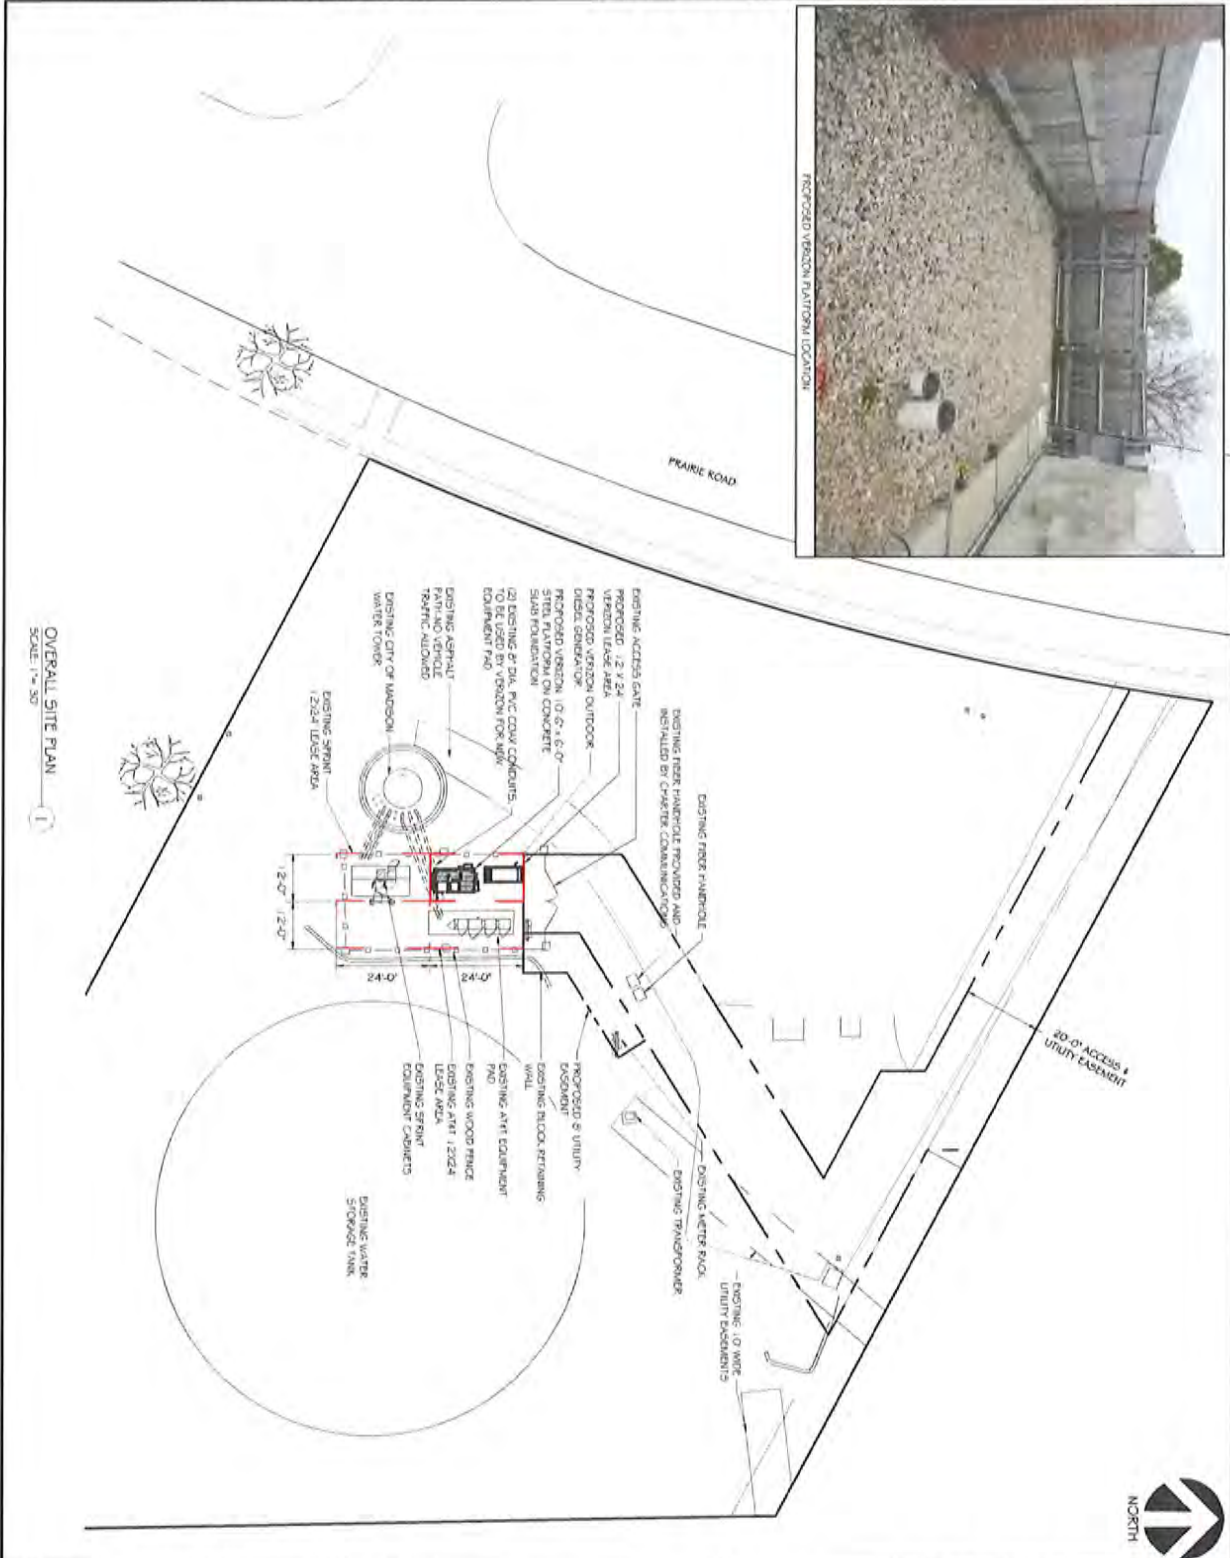 PROPOSED VERIZON PLATFORM LOCATION
PRAIRIE ROAD
20'-0" ACCESS &
UTILITY EASEMENT
NORTH
EXISTING FIBER HANDHOLE
EXISTING FIBER HANDHOLE PROVIDED AND
INSTALLED BY CHARTER COMMUNICATIONS
EXISTING ACCESS GATE
PROPOSED 12' X 24'
VERIZON LEASE AREA
PROPOSED VERIZON OUTDOOR
DIESEL GENERATOR
PROPOSED VERIZON 10'-6" x 6'-0"
STEEL PLATFORM ON CONCRETE
SLAB FOUNDATION
(2) EXISTING 8" DIA. PVC COAX CONDUITS
TO BE USED BY VERIZON FOR NEW
EQUIPMENT PAD
EXISTING ASPHALT
PATH-NO VEHICLE
TRAFFIC ALLOWED
EXISTING CITY OF MADISON
WATER TOWER
EXISTING SPRINT
12'X24' LEASE AREA
12'-0"
12'-0"
24'-0"
24'-0"
EXISTING 10' WIDE
UTILITY EASEMENTS
EXISTING METER RACK
EXISTING TRANSFORMER
PROPOSED 8' UTILITY
EASEMENT
EXISTING BLOCK RETAINING
WALL
EXISTING AT&T EQUIPMENT
PAD
EXISTING WOOD FENCE
EXISTING AT&T 12'X24'
LEASE AREA
EXISTING SPRINT
EQUIPMENT CABINETS
EXISTING WATER
STORAGE TANK
OVERALL SITE PLAN
SCALE: 1" = 30'
1